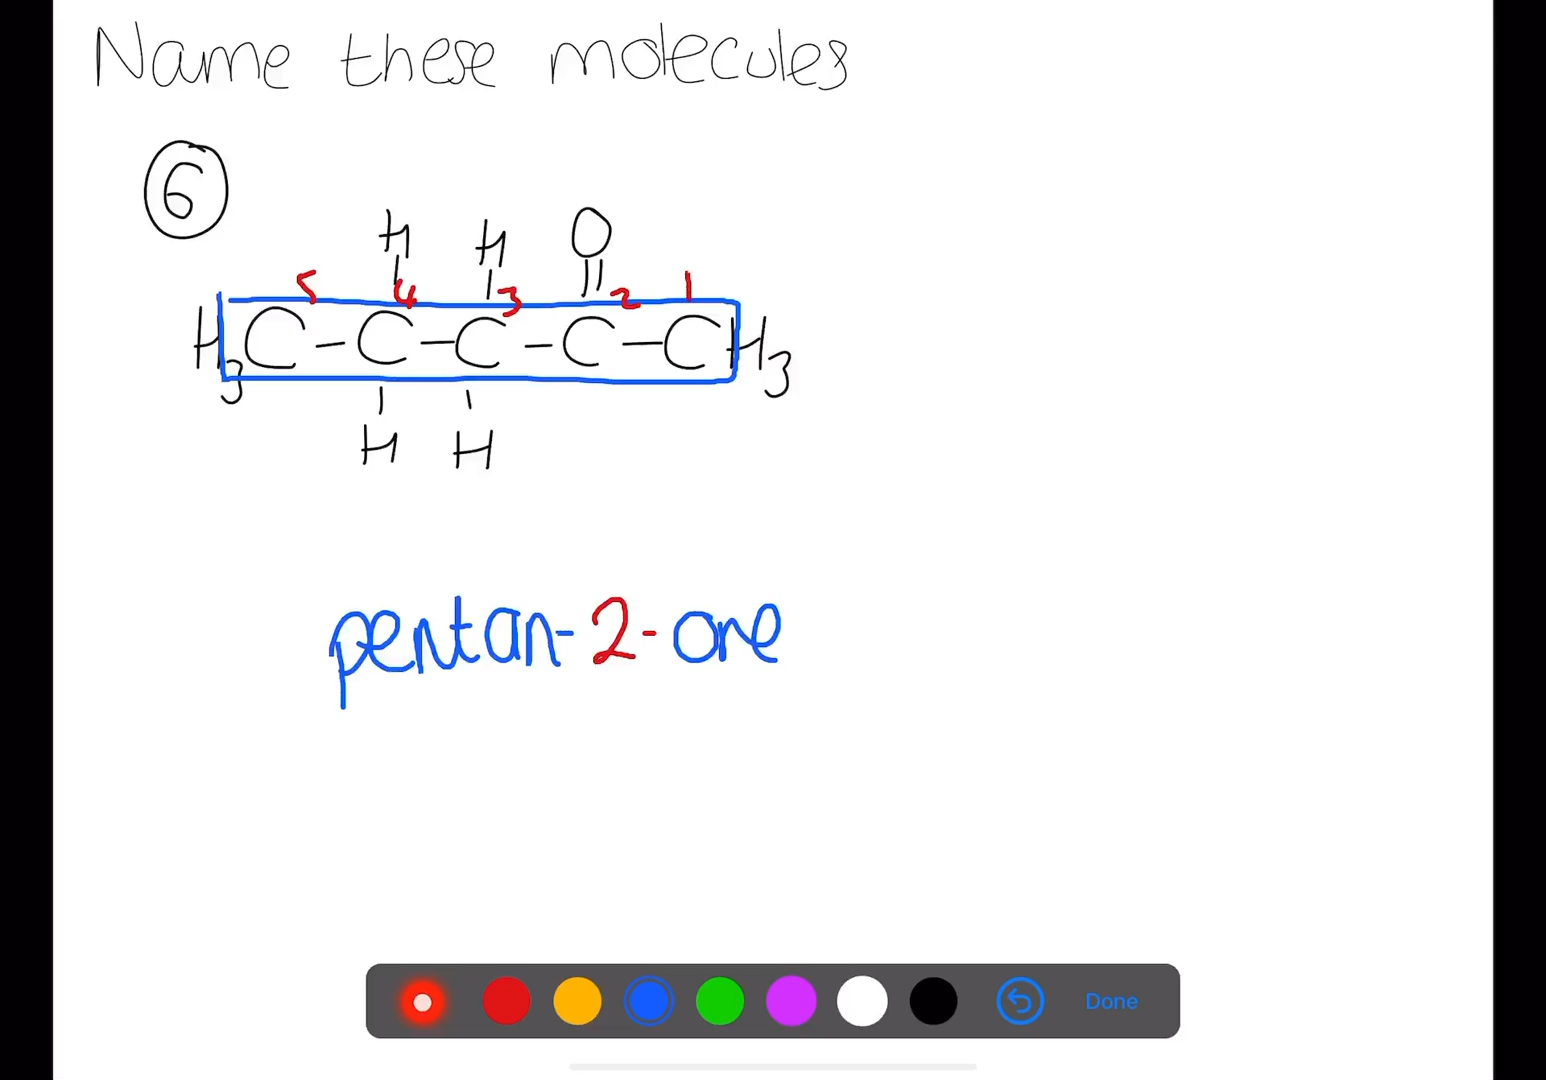 Name these molecules
6
H H O
5 4 3 2 1
H3C-C-C-C-CH3
H H
pentan-2-one
Done